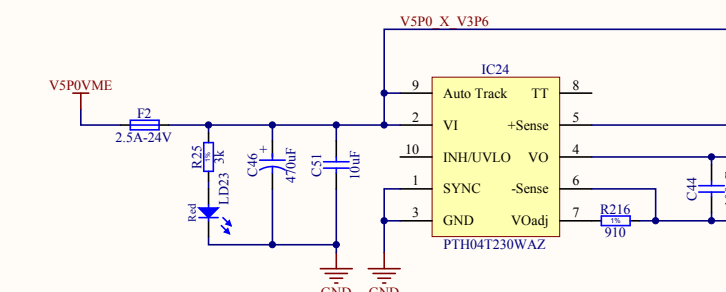 V5P0_X_V3P6
IC24
V5P0VME
F2
2.5A-24V
R25
1%
3k
Red
LD23
C46
+
470uF
C51
10uF
9 Auto Track TT 8
2 VI +Sense 5
10 INH/UVLO VO 4
1 SYNC -Sense 6
3 GND VOadj 7
PTH04T230WAZ
R216
1%
910
C44
GND
GND